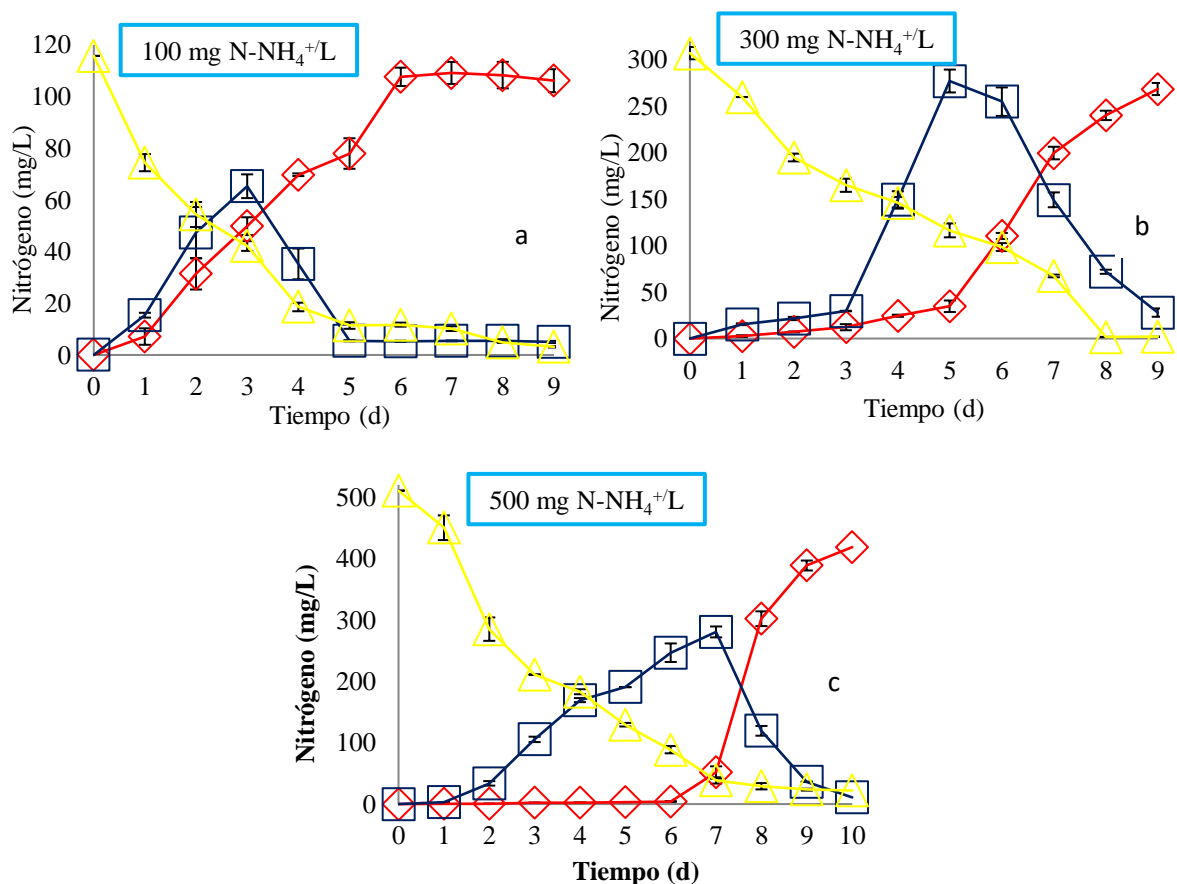 100 mg N-NH₄⁺/L
Nitrógeno (mg/L)
120
100
80
60
40
20
0
a
0 1 2 3 4 5 6 7 8 9
Tiempo (d)
300 mg N-NH₄⁺/L
Nitrógeno (mg/L)
300
250
200
150
100
50
0
b
0 1 2 3 4 5 6 7 8 9
Tiempo (d)
500 mg N-NH₄⁺/L
Nitrógeno (mg/L)
500
400
300
200
100
0
c
0 1 2 3 4 5 6 7 8 9 10
Tiempo (d)